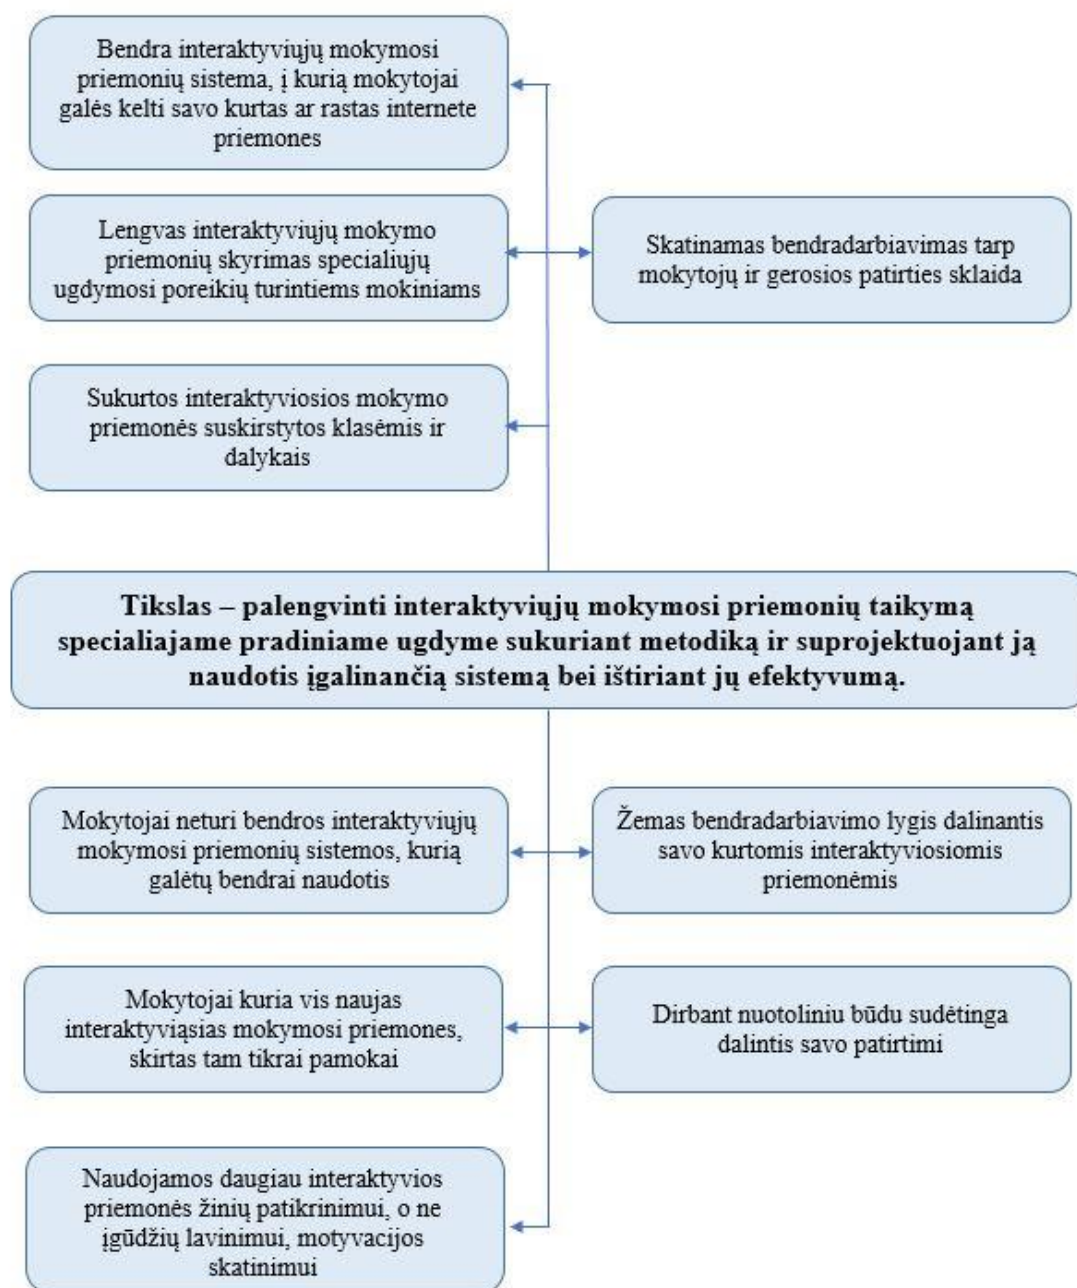 Bendra interaktyviųjų mokymosi
priemonių sistema, į kurią mokytojai
galės kelti savo kurtas ar rastas internete
priemones
Lengvas interaktyviųjų mokymo
priemonių skyrimas specialiųjų
ugdymosi poreikių turintiems mokiniams
Skatinamas bendradarbiavimas tarp
mokytojų ir gerosios patirties sklaida
Sukurtos interaktyviosios mokymo
priemonės suskirstytos klasėmis ir
dalykais
Tikslas – palengvinti interaktyviųjų mokymosi priemonių taikymą
specialiajame pradiniame ugdyme sukuriant metodiką ir suprojektuojant ją
naudotis įgalinančią sistemą bei ištiriant jų efektyvumą.
Mokytojai neturi bendros interaktyviųjų
mokymosi priemonių sistemos, kurią
galėtų bendrai naudotis
Žemas bendradarbiavimo lygis dalinantis
savo kurtomis interaktyviosiomis
priemonėmis
Mokytojai kuria vis naujas
interaktyviąsias mokymosi priemones,
skirtas tam tikrai pamokai
Dirbant nuotoliniu būdu sudėtinga
dalintis savo patirtimi
Naudojamos daugiau interaktyvios
priemonės žinių patikrinimui, o ne
įgūdžių lavinimui, motyvacijos
skatinimui